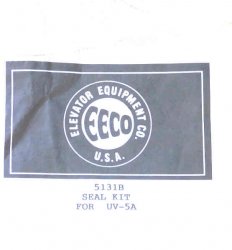 ELEVATOR EQUIPMENT CO.
EECO
U.S.A.
5131B
SEAL KIT
FOR UV-5A